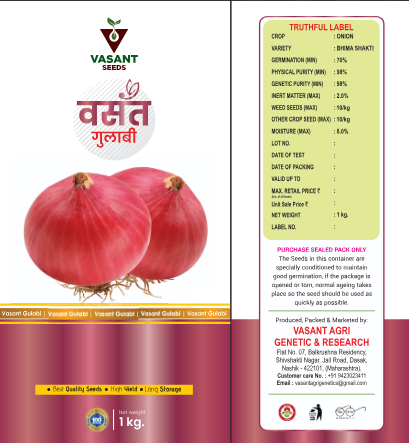 VASANT
SEEDS
वसंत
गुलाबी
Vasant Gulabi | Vasant Gulabi | Vasant Gulabi | Vasant Gulabi | Vasant Gulabi
● Best Quality Seeds ● High Yield ● Long Storage
100
Net weight
1 kg.
TRUTHFUL LABEL
CROP : ONION
VARIETY : BHIMA SHAKTI
GERMINATION (MIN) : 70%
PHYSICAL PURITY (MIN) : 98%
GENETIC PURITY (MIN) : 98%
INERT MATTER (MAX) : 2.0%
WEED SEEDS (MAX) : 10/kg
OTHER CROP SEED (MAX) : 10/kg
MOISTURE (MAX) : 8.0%
LOT NO. :
DATE OF TEST :
DATE OF PACKING :
VALID UP TO :
MAX. RETAIL PRICE ₹ :
Unit Sale Price ₹ :
NET WEIGHT : 1 kg.
LABEL NO. :
PURCHASE SEALED PACK ONLY
The Seeds in this container are
specially conditioned to maintain
good germination, if the package is
opened or torn, normal ageing takes
place so the seed should be used as
quickly as possible.
Produced, Packed & Marketed by:
VASANT AGRI
GENETIC & RESEARCH
Flat No. 07, Balkrushna Residency,
Shivshakti Nagar, Jail Road, Dasak,
Nashik - 422101, (Maharashtra).
Customer care No. : +91 9423023411
Email : vasantagrigenetics@gmail.com